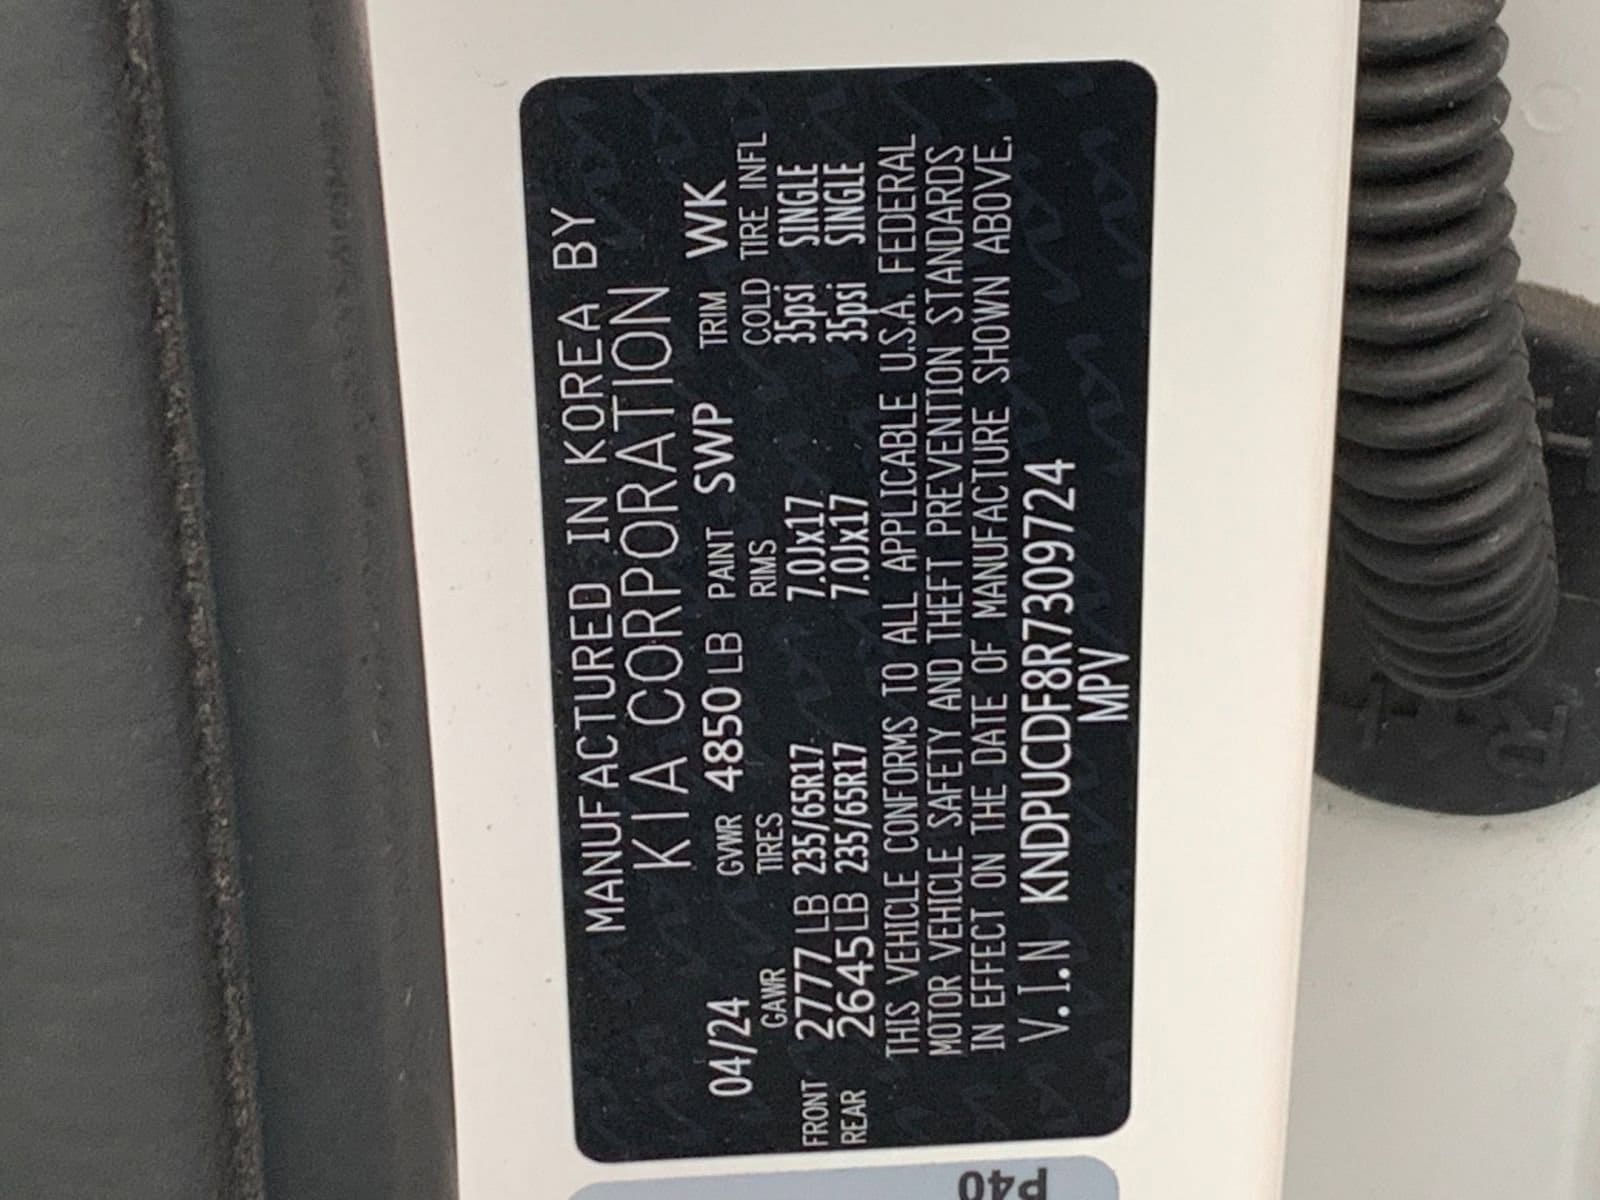 MANUFACTURED IN KOREA BY
KIA CORPORATION
04/24 GVWR 4850 LB PAINT SWP TRIM WK
GAWR TIRES RIMS COLD TIRE INFL
FRONT 2777 LB 235/65R17 7.0Jx17 35psi SINGLE
REAR 2645LB 235/65R17 7.0Jx17 35psi SINGLE
THIS VEHICLE CONFORMS TO ALL APPLICABLE U.S.A. FEDERAL
MOTOR VEHICLE SAFETY AND THEFT PREVENTION STANDARDS
IN EFFECT ON THE DATE OF MANUFACTURE SHOWN ABOVE.
V.I.N KNDPUCDF8R7309724
MPV
P40